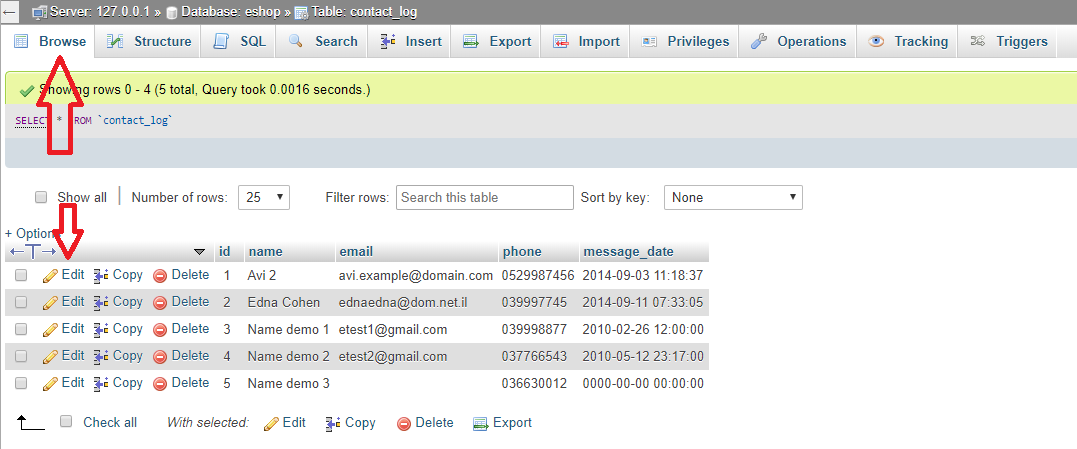 Server: 127.0.0.1 » Database: eshop » Table: contact_log
Browse Structure SQL Search Insert Export Import Privileges Operations Tracking Triggers
Showing rows 0 - 4 (5 total, Query took 0.0016 seconds.)
SELECT * FROM `contact_log`
Show all Number of rows: 25 Filter rows: Search this table Sort by key: None
+ Options
id name email phone message_date
Edit Copy Delete 1 Avi 2 avi.example@domain.com 0529987456 2014-09-03 11:18:37
Edit Copy Delete 2 Edna Cohen ednaedna@dom.net.il 039997745 2014-09-11 07:33:05
Edit Copy Delete 3 Name demo 1 etest1@gmail.com 039998877 2010-02-26 12:00:00
Edit Copy Delete 4 Name demo 2 etest2@gmail.com 037766543 2010-05-12 23:17:00
Edit Copy Delete 5 Name demo 3 036630012 0000-00-00 00:00:00
Check all With selected: Edit Copy Delete Export